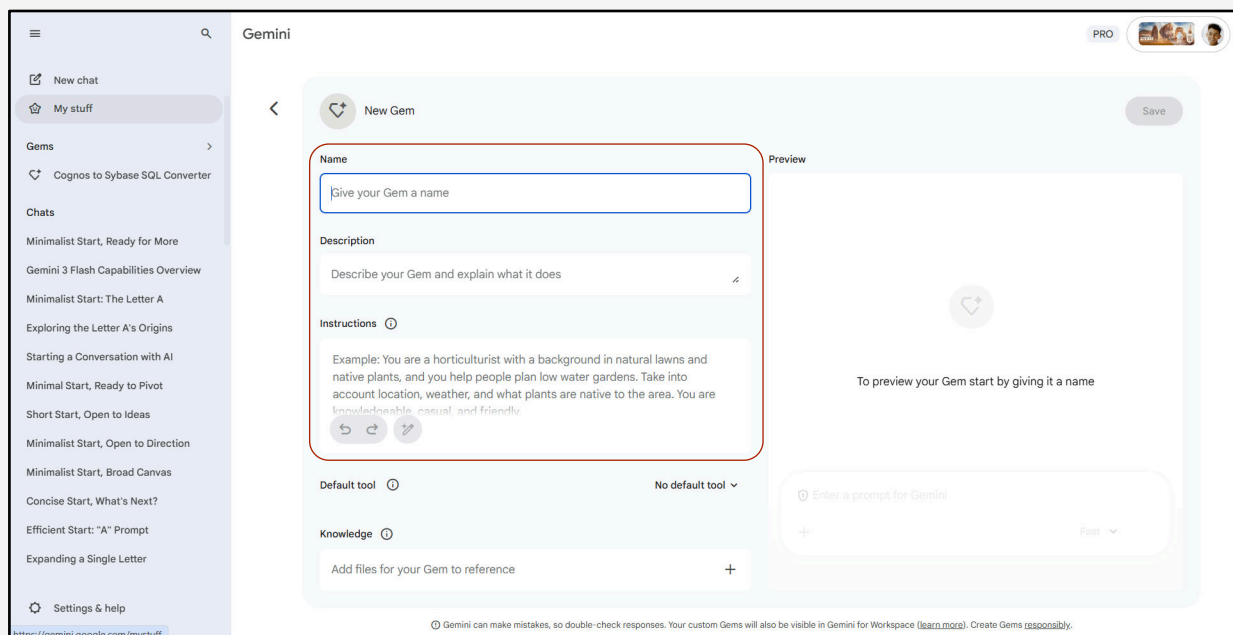 Gemini
PRO
New chat
My stuff
Gems
Cognos to Sybase SQL Converter
Chats
Minimalist Start, Ready for More
Gemini 3 Flash Capabilities Overview
Minimalist Start: The Letter A
Exploring the Letter A's Origins
Starting a Conversation with AI
Minimal Start, Ready to Pivot
Short Start, Open to Ideas
Minimalist Start, Open to Direction
Minimalist Start, Broad Canvas
Concise Start, What's Next?
Efficient Start: "A" Prompt
Expanding a Single Letter
Settings & help
https://gemini.google.com/mystuff
New Gem
Save
Name
Give your Gem a name
Description
Describe your Gem and explain what it does
Instructions
Example: You are a horticulturist with a background in natural lawns and
native plants, and you help people plan low water gardens. Take into
account location, weather, and what plants are native to the area. You are
knowledgeable, casual, and friendly.
Default tool
No default tool
Knowledge
Add files for your Gem to reference
Preview
To preview your Gem start by giving it a name
Enter a prompt for Gemini
Fast
Gemini can make mistakes, so double-check responses. Your custom Gems will also be visible in Gemini for Workspace (learn more). Create Gems responsibly.